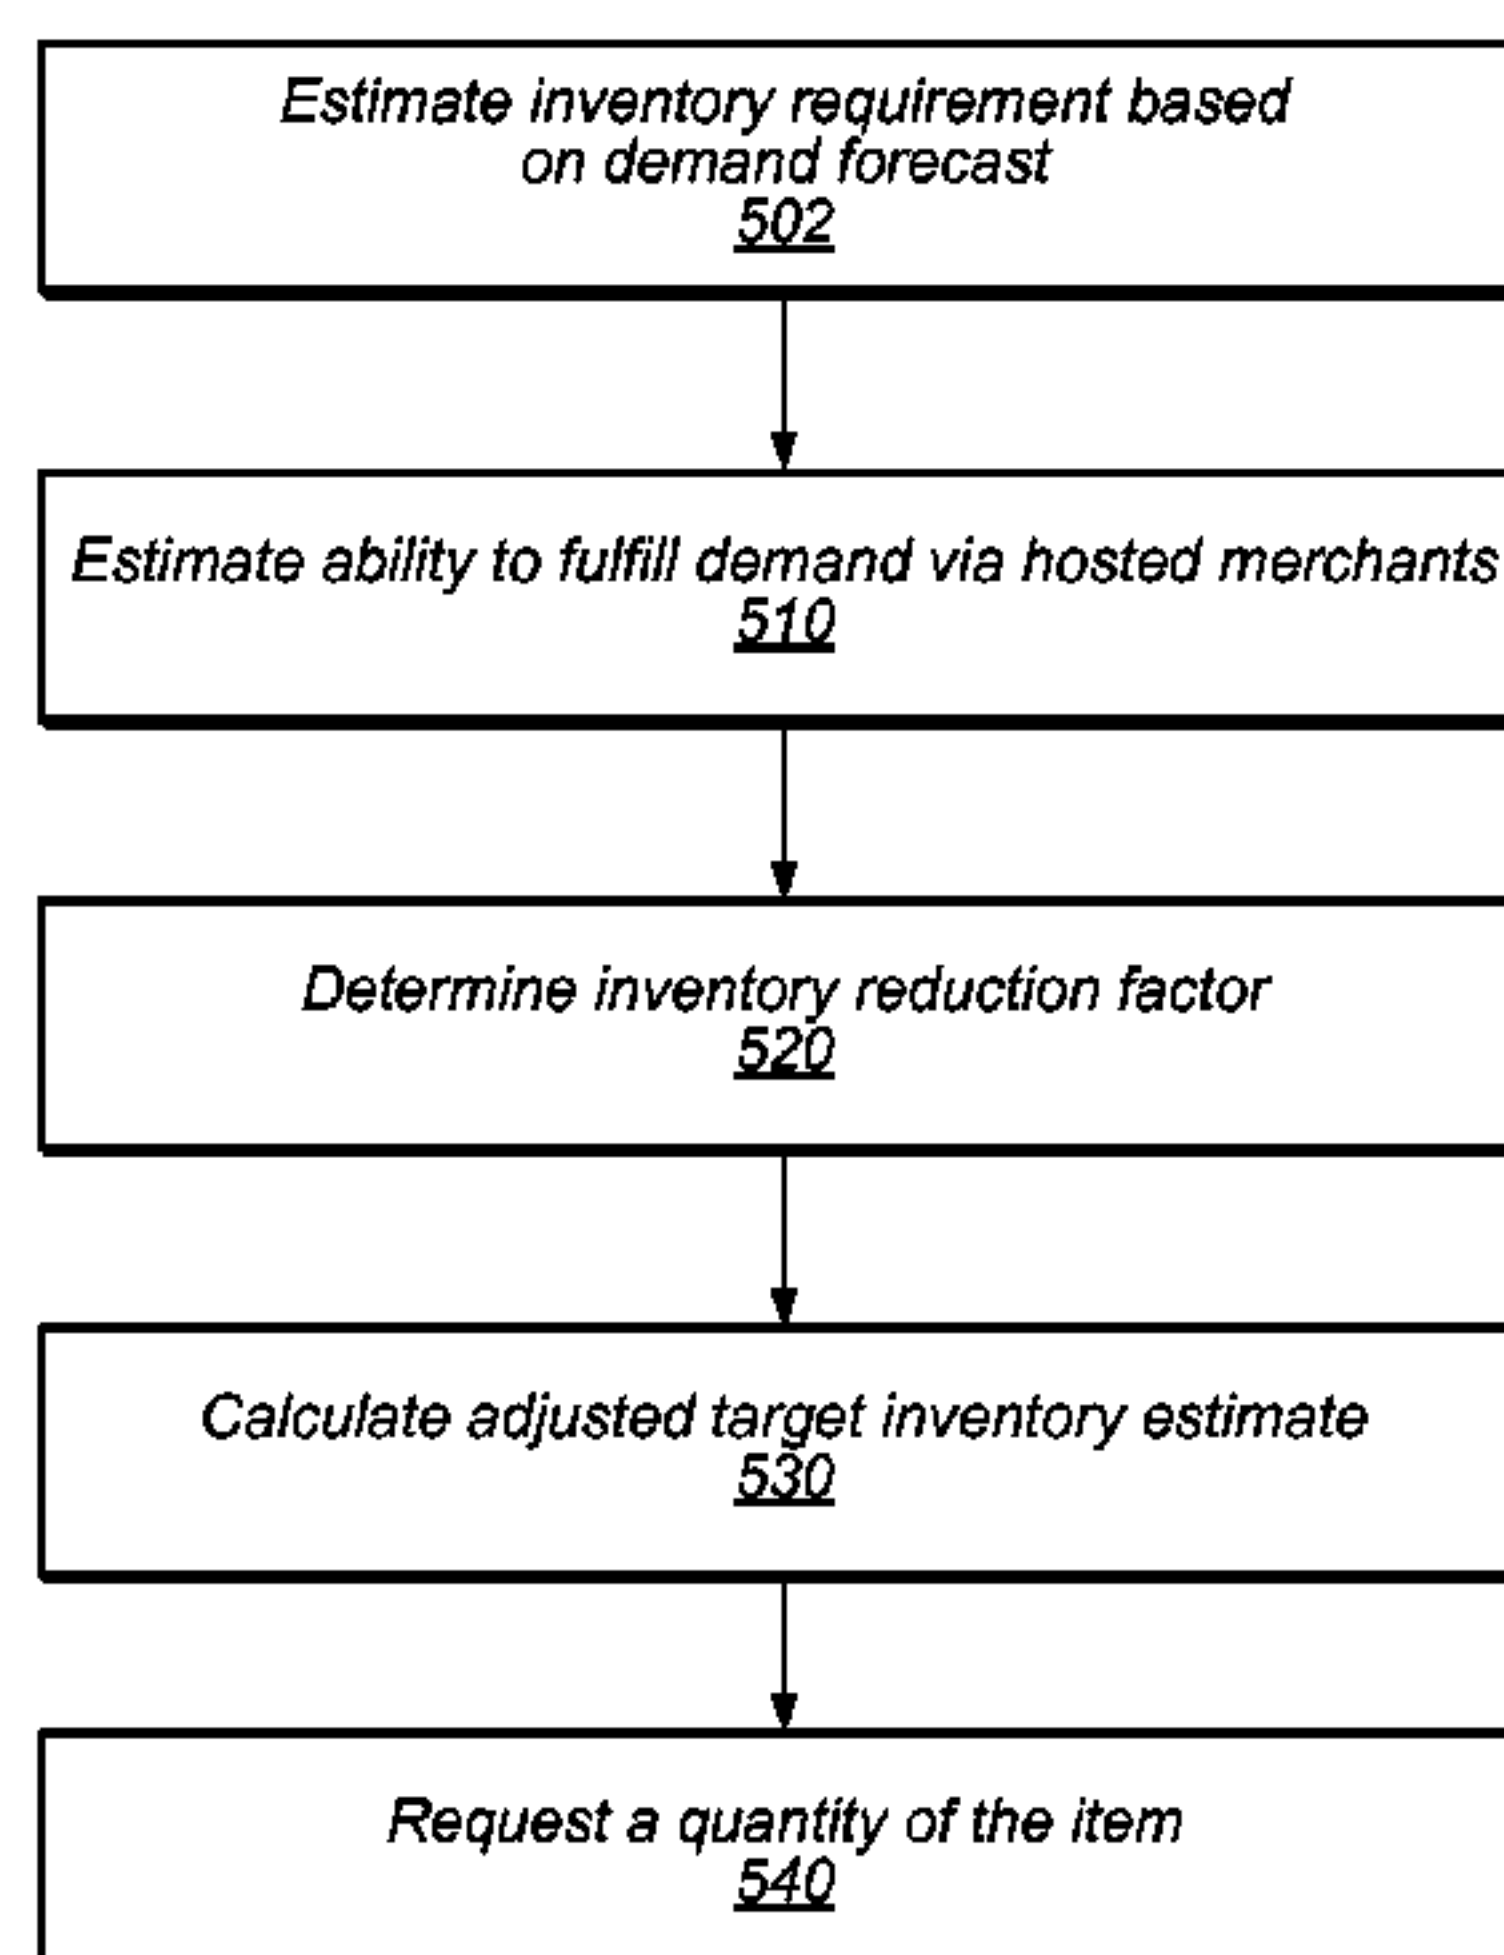 Estimate inventory requirement based
on demand forecast
502
Estimate ability to fulfill demand via hosted merchants
510
Determine inventory reduction factor
520
Calculate adjusted target inventory estimate
530
Request a quantity of the item
540